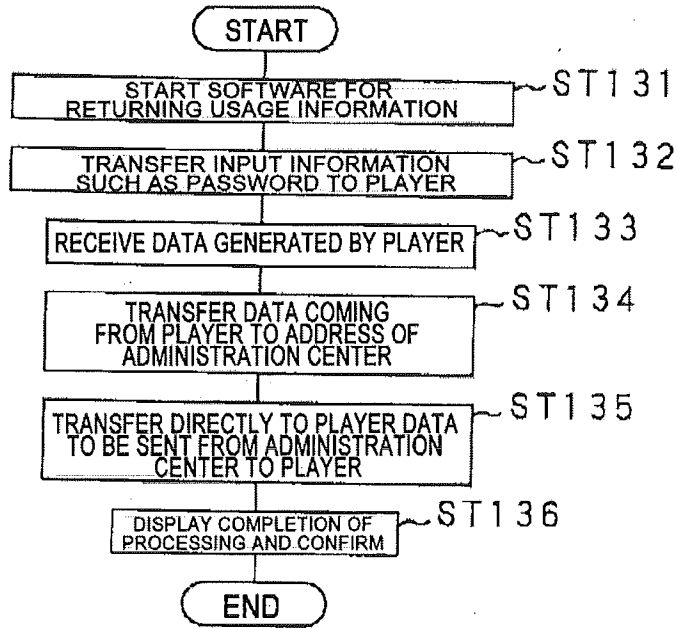 START
START SOFTWARE FOR
RETURNING USAGE INFORMATION
ST131
TRANSFER INPUT INFORMATION
SUCH AS PASSWORD TO PLAYER
ST132
RECEIVE DATA GENERATED BY PLAYER
ST133
TRANSFER DATA COMING
FROM PLAYER TO ADDRESS OF
ADMINISTRATION CENTER
ST134
TRANSFER DIRECTLY TO PLAYER DATA
TO BE SENT FROM ADMINISTRATION
CENTER TO PLAYER
ST135
DISPLAY COMPLETION OF
PROCESSING AND CONFIRM
ST136
END